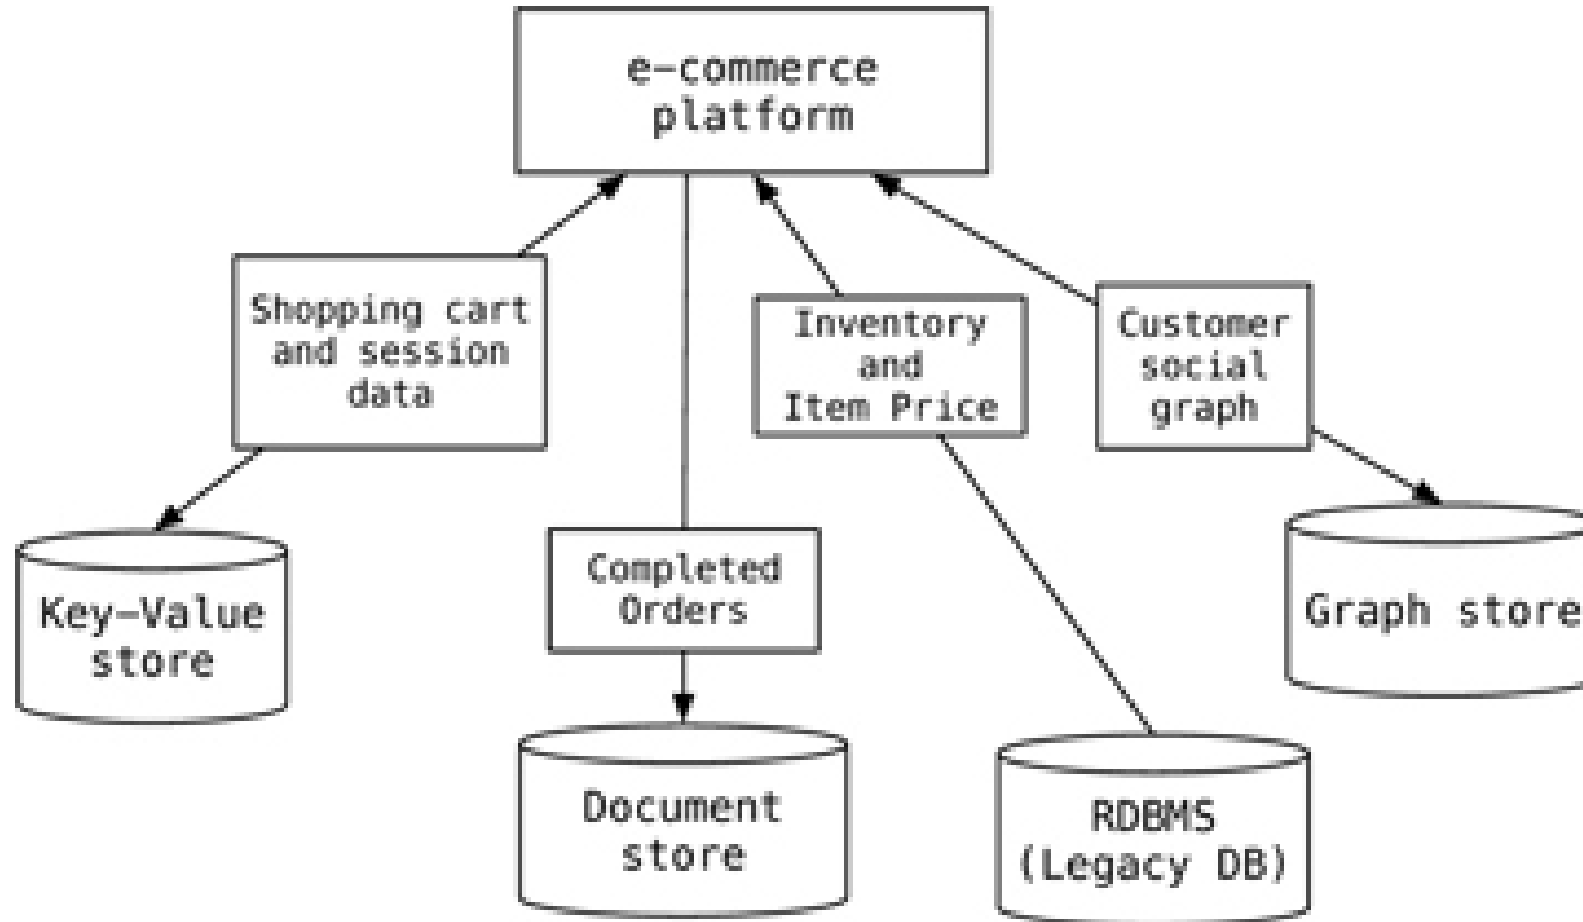 e-commerce
platform
Shopping cart
and session
data
Inventory
and
Item Price
Customer
social
graph
Key-Value
store
Completed
Orders
Graph store
Document
store
RDBMS
(Legacy DB)